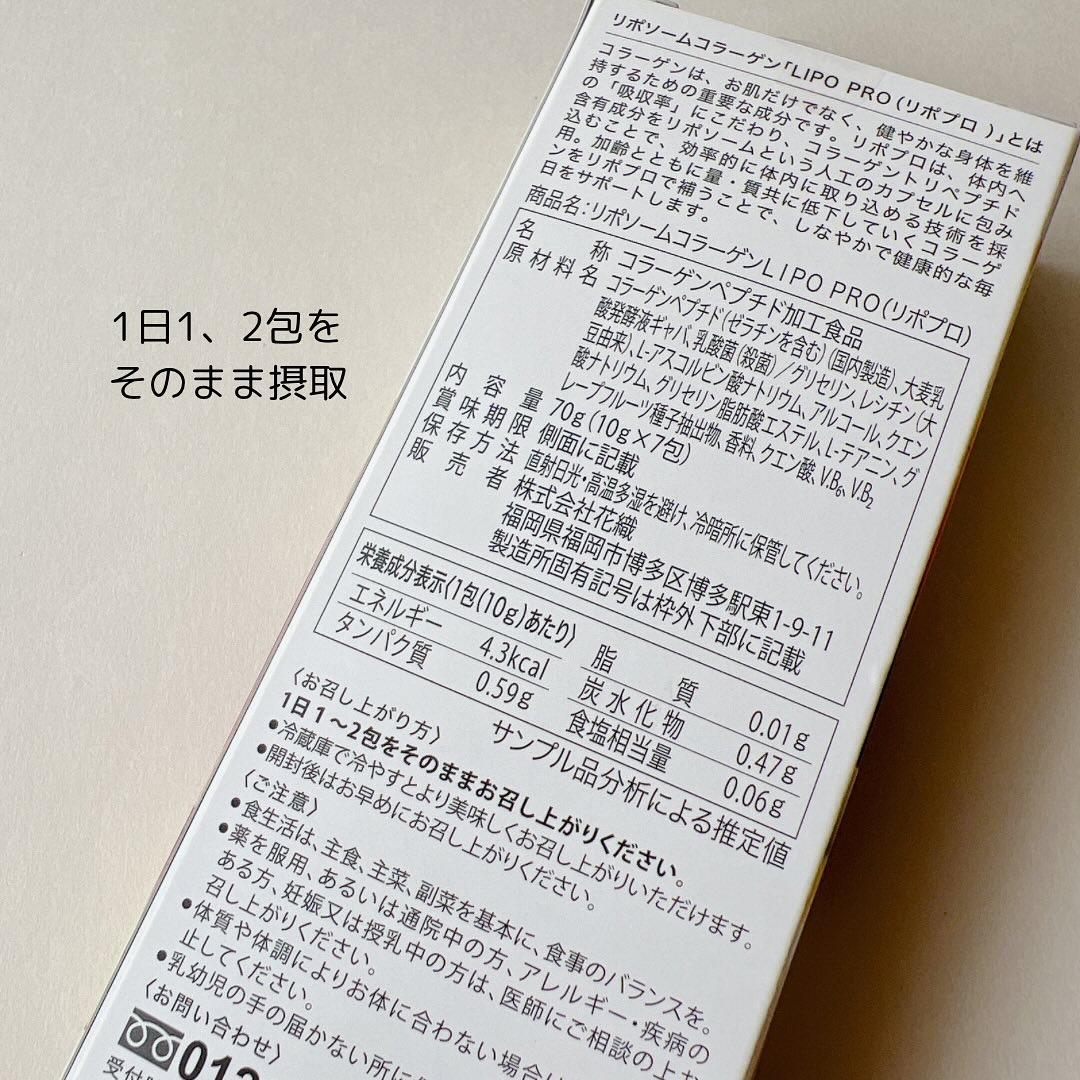 1日1、2包を
そのまま摂取
リポソームコラーゲン「LIPO PRO(リポプロ )」とは
コラーゲンは、お肌だけでなく、健やかな身体を維
持するための重要な成分です。リポプロは、体内へ
の「吸収率」にこだわり、コラーゲントリペプチド
含有成分をリポソームという人工のカプセルに包み
込むことで、効率的に体内に取り込める技術を採
用。加齢とともに量・質共に低下していくコラーゲ
ンをリポプロで補うことで、しなやかで健康的な毎
日をサポートします。
商品名:リポソームコラーゲンLIPO PRO(リポプロ)
名称 コラーゲンペプチド加工食品
原材料名 コラーゲンペプチド(ゼラチンを含む)(国内製造)、大麦乳
酸発酵液ギャバ、乳酸菌(殺菌)/グリセリン、レシチン(大
豆由来)、L-アスコルビン酸ナトリウム、アルコール、クエン
酸ナトリウム、グリセリン脂肪酸エステル、L-テアニン、グ
レープフルーツ種子抽出物、香料、クエン酸、V.B₆、V.B₂
内容量 70g(10g×7包)
賞味期限 側面に記載
保存方法 直射日光・高温多湿を避け、冷暗所に保管してください。
販売者 株式会社花織
福岡県福岡市博多区博多駅東1-9-11
製造所固有記号は枠外下部に記載
栄養成分表示(1包(10g)あたり)
エネルギー 4.3kcal
タンパク質 0.59g
脂質 0.01g
炭水化物 0.47g
食塩相当量 0.06g
サンプル品分析による推定値
〈お召し上がり方〉
1日1〜2包をそのままお召し上がりください。
●冷蔵庫で冷やすとより美味しくお召し上がりいただけます。
●開封後はお早めにお召し上がりください。
〈ご注意〉
●食生活は、主食、主菜、副菜を基本に、食事のバランスを。
●薬を服用、あるいは通院中の方、アレルギー・疾病の
ある方、妊娠又は授乳中の方は、医師にご相談の上お
召し上がりください。
●体質や体調によりお体に合わない場合は
止してください。
●乳幼児の手の届かない所に
〈お問い合わせ〉
012
受付